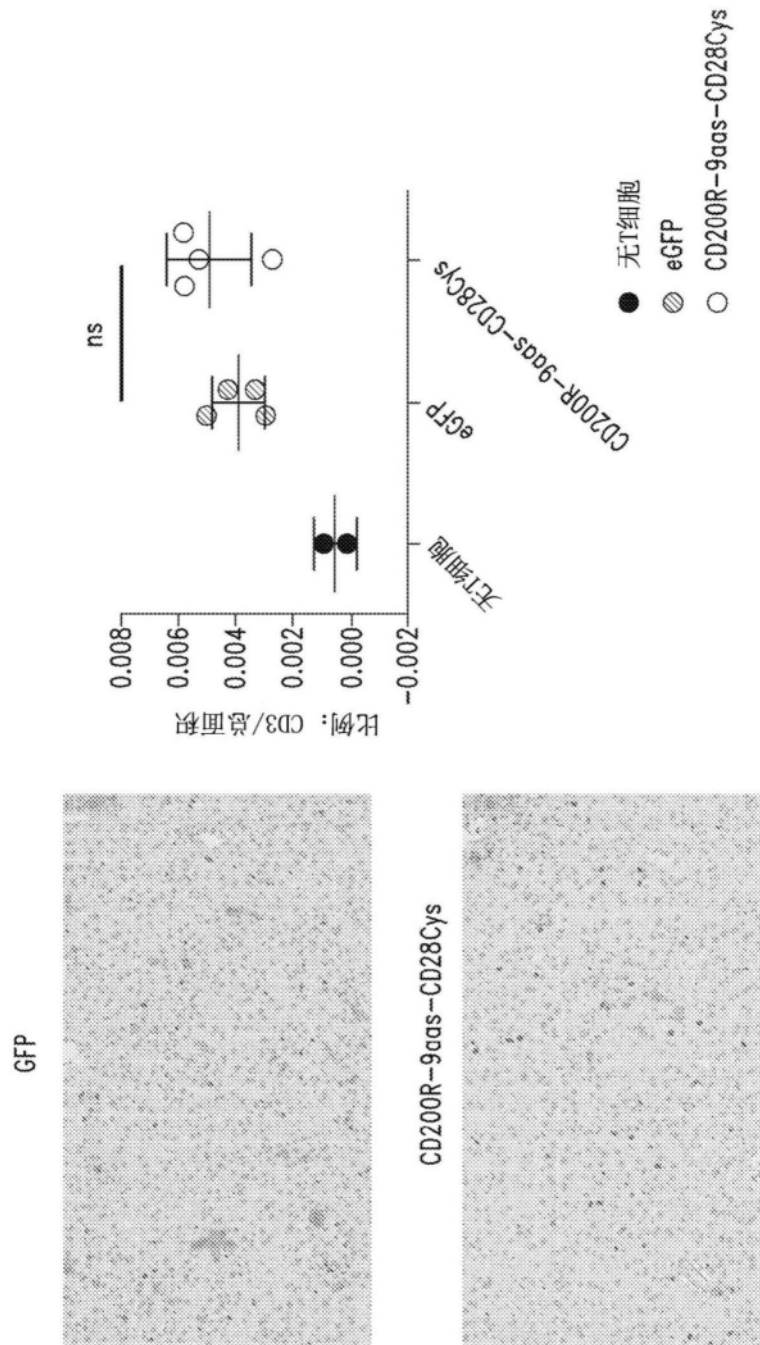 GFP
CD200R-9aas-CD28Cys
比例: CD3/总面积
0.008
0.006
0.004
0.002
0.000
-0.002
ns
无T细胞
eGFP
CD200R-9aas-CD28Cys
无T细胞
eGFP
CD200R-9aas-CD28Cys